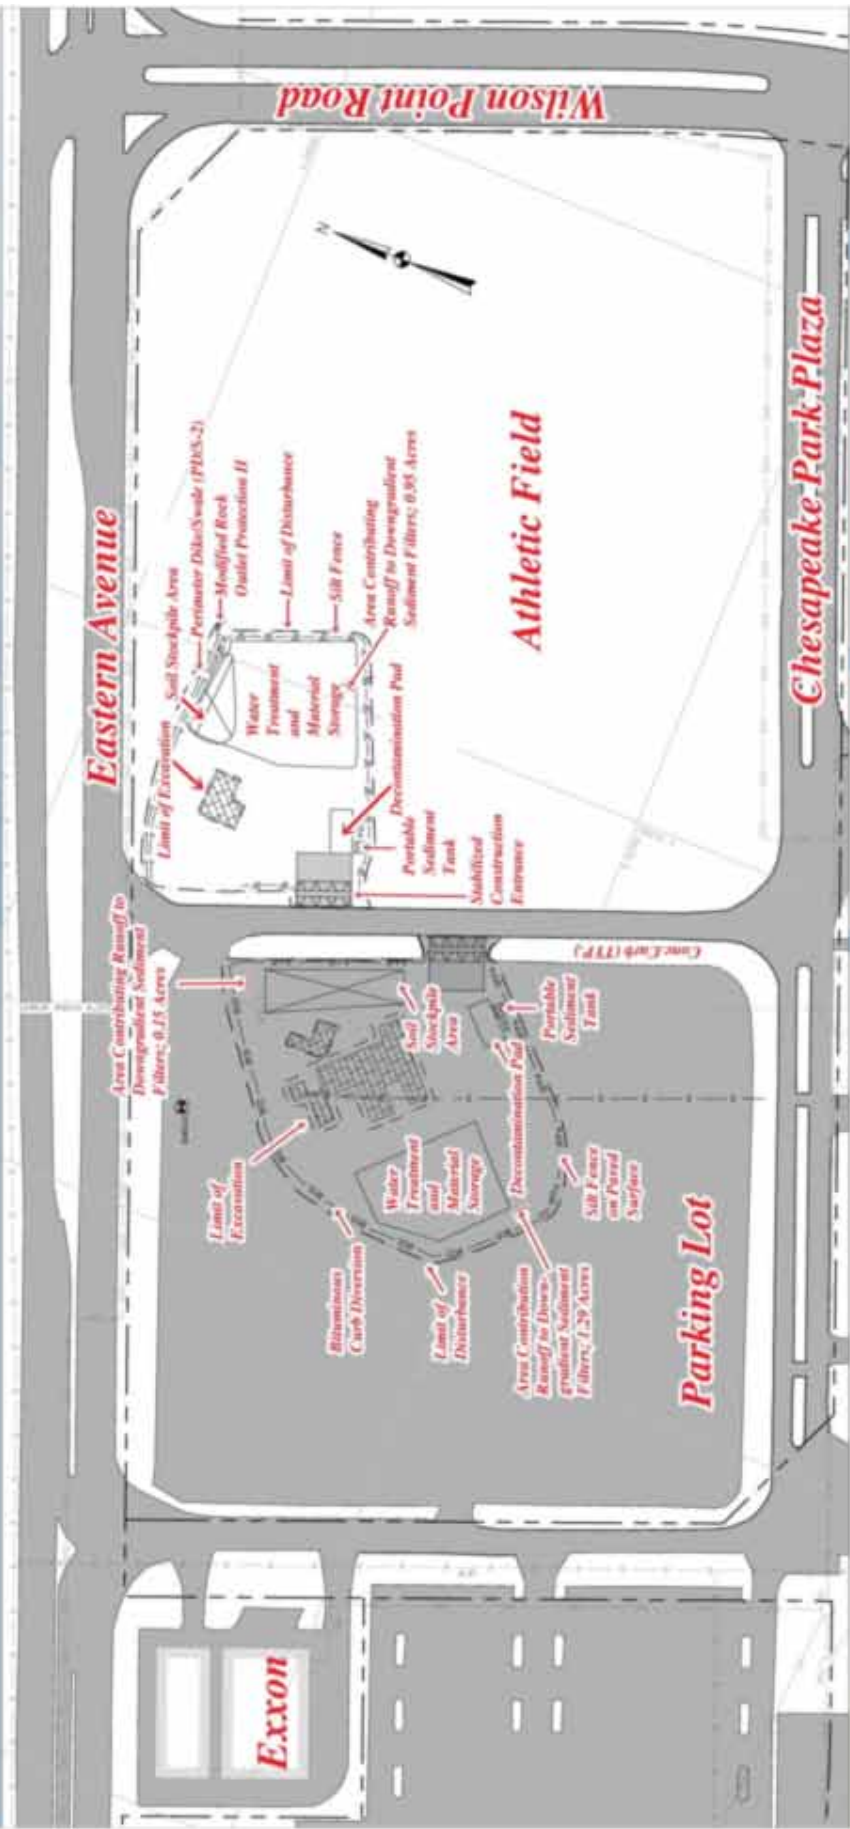 Wilson Point Road
N
Eastern Avenue
Chesapeake Park Plaza
Athletic Field
Soil Stockpile Area
Perimeter Dike/Swale (PD/S-2)
Modified Rock
Outlet Protection II
Limit of Disturbance
Silt Fence
Area Contributing
Runoff to Downgradient
Sediment Filters; 0.95 Acres
Limit of Excavation
Water
Treatment
and
Material
Storage
Decontamination Pad
Portable
Sediment
Tank
Stabilized
Construction
Entrance
Area Contributing Runoff to
Downgradient Sediment
Filters; 0.15 Acres
Conc. Curb (TYP.)
Soil
Stockpile
Area
Portable
Sediment
Tank
Decontamination Pad
Limit of
Excavation
Water
Treatment
and
Material
Storage
Silt Fence
on Paved
Surface
Bituminous
Curb Diversion
Limit of
Disturbance
Area Contribution
Runoff to Down-
gradient Sediment
Filters; 1.29 Acres
Parking Lot
Exxon